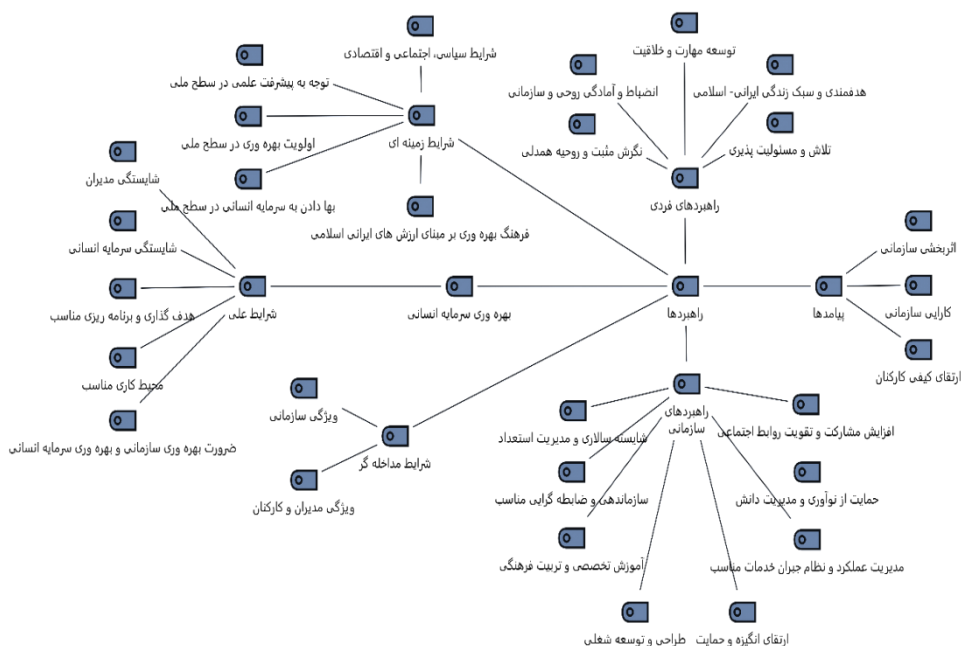 شرایط سیاسی، اجتماعی و اقتصادی
توسعه مهارت و خلاقیت
توجه به پیشرفت علمی در سطح ملی
انضباط و آمادگی روحی و سازمانی
هدفمندی و سبک زندگی ایرانی- اسلامی
اولویت بهره وری در سطح ملی
شرایط زمینه ای
نگرش مثبت و روحیه همدلی
تلاش و مسئولیت پذیری
شایستگی مدیران
بها دادن به سرمایه انسانی در سطح ملی
راهبردهای فردی
فرهنگ بهره وری بر مبنای ارزش های ایرانی اسلامی
شایستگی سرمایه انسانی
اثربخشی سازمانی
هدف گذاری و برنامه ریزی مناسب
شرایط علی
بهره وری سرمایه انسانی
راهبردها
پیامدها
کارایی سازمانی
محیط کاری مناسب
ارتقای کیفی کارکنان
ویژگی سازمانی
راهبردهای
سازمانی
شایسته سالاری و مدیریت استعداد
افزایش مشارکت و تقویت روابط اجتماعی
ضرورت بهره وری سازمانی و بهره وری سرمایه انسانی
شرایط مداخله گر
سازماندهی و ضابطه گرایی مناسب
حمایت از نوآوری و مدیریت دانش
ویژگی مدیران و کارکنان
آموزش تخصصی و تربیت فرهنگی
مدیریت عملکرد و نظام جبران خدمات مناسب
طراحی و توسعه شغلی
ارتقای انگیزه و حمایت